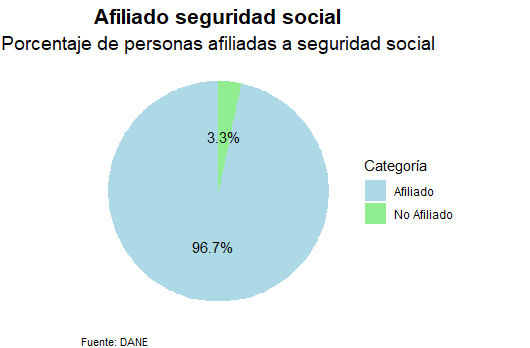 Afiliado seguridad social
Porcentaje de personas afiliadas a seguridad social
3.3%
96.7%
Categoría
Afiliado
No Afiliado
Fuente: DANE